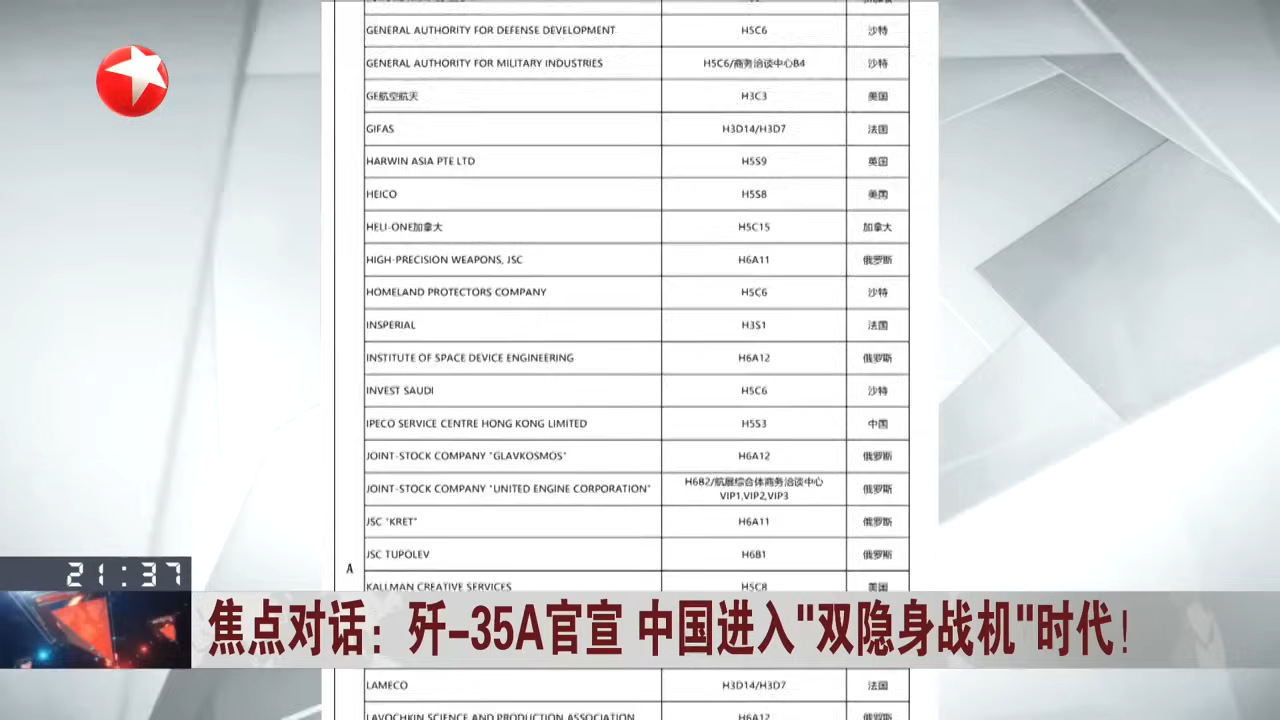 GENERAL AUTHORITY FOR DEFENSE DEVELOPMENT H5C6 沙特
GENERAL AUTHORITY FOR MILITARY INDUSTRIES H5C6/商务洽谈中心B4 沙特
GE航空航天 H3C3 美国
GIFAS H3D14/H3D7 法国
HARWIN ASIA PTE LTD H5S9 英国
HEICO H5S8 美国
HELI-ONE加拿大 H5C15 加拿大
HIGH-PRECISION WEAPONS, JSC H6A11 俄罗斯
HOMELAND PROTECTORS COMPANY H5C6 沙特
INSPERIAL H3S1 法国
INSTITUTE OF SPACE DEVICE ENGINEERING H6A12 俄罗斯
INVEST SAUDI H5C6 沙特
IPECO SERVICE CENTRE HONG KONG LIMITED H5S3 中国
JOINT-STOCK COMPANY "GLAVKOSMOS" H6A12 俄罗斯
JOINT-STOCK COMPANY "UNITED ENGINE CORPORATION" H6B2/航展综合体商务洽谈中心 VIP1,VIP2,VIP3 俄罗斯
JSC "KRET" H6A11 俄罗斯
JSC TUPOLEV H6B1 俄罗斯
A
KALLMAN CREATIVE SERVICES H5C8 美国
21:37
焦点对话：歼-35A官宣 中国进入"双隐身战机"时代！
LAMECO H3D14/H3D7 法国
LAVOCHKIN SCIENCE AND PRODUCTION ASSOCIATION H6A12 俄罗斯